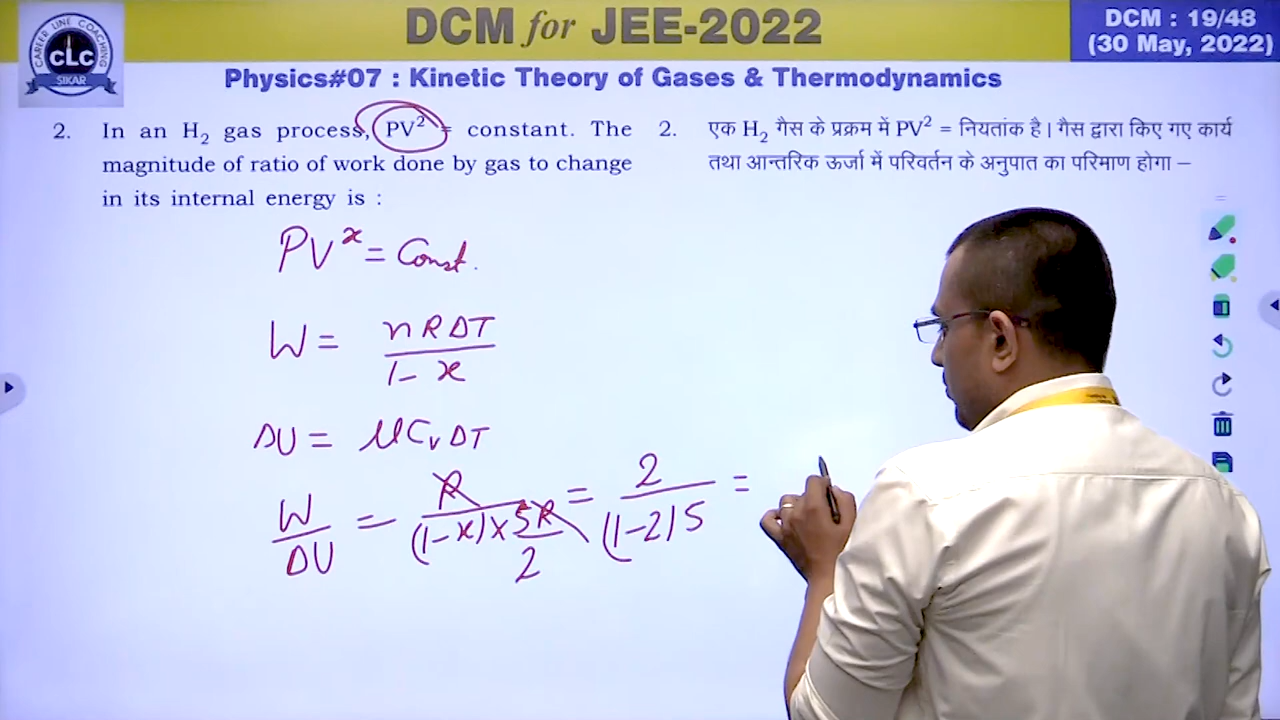 CAREER LINE COACHING
CLC
SIKAR
DCM for JEE-2022
DCM : 19/48
(30 May, 2022)
Physics#07 : Kinetic Theory of Gases & Thermodynamics
2. In an H₂ gas process, PV² = constant. The
magnitude of ratio of work done by gas to change
in its internal energy is :
2. एक H₂ गैस के प्रक्रम में PV² = नियतांक है। गैस द्वारा किए गए कार्य
तथा आन्तरिक ऊर्जा में परिवर्तन के अनुपात का परिमाण होगा –
PVˣ = Const.
W = nRΔT / 1-x
ΔU = μCᵥΔT
W/ΔU = R / (1-x)×5R/2 = 2 / (1-2)5 =